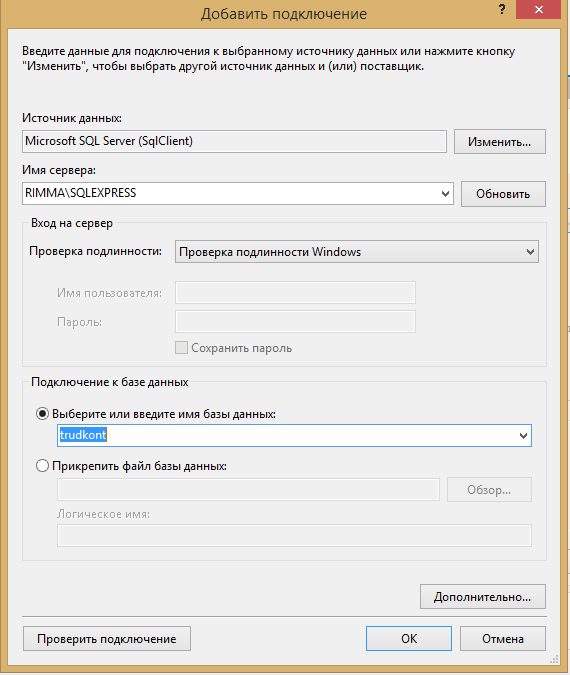 Добавить подключение
?
Введите данные для подключения к выбранному источнику данных или нажмите кнопку
"Изменить", чтобы выбрать другой источник данных и (или) поставщик.
Источник данных:
Microsoft SQL Server (SqlClient)
Изменить...
Имя сервера:
RIMMA\SQLEXPRESS
Обновить
Вход на сервер
Проверка подлинности:
Проверка подлинности Windows
Имя пользователя:
Пароль:
Сохранить пароль
Подключение к базе данных
Выберите или введите имя базы данных:
trudkont
Прикрепить файл базы данных:
Обзор...
Логическое имя:
Дополнительно...
Проверить подключение
ОК
Отмена